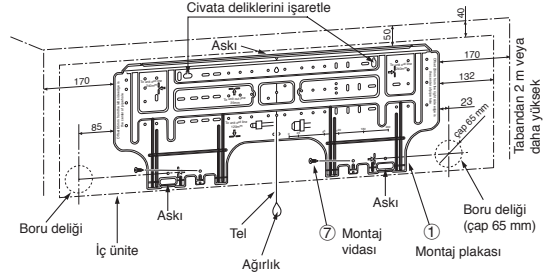 Civata deliklerini işaretle
40
50
Askı
170
170
132
23
85
çap 65 mm
Tabandan 2 m veya
daha yüksek
Askı
Askı
Boru deliği
İç ünite
Tel
Ağırlık
⑦ Montaj
vidası
① Montaj plakası
Boru deliği
(çap 65 mm)